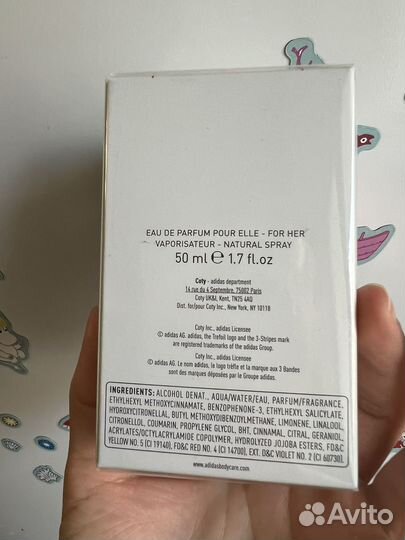 EAU DE PARFUM POUR ELLE - FOR HER
VAPORISATEUR - NATURAL SPRAY
50 ml ℮ 1.7 fl.oz
Coty - adidas department
14 rue du 4 Septembre, 75002 Paris
Coty UK&I, Kent, TN25 4AQ
Dist. for/pour Coty Inc., New York, NY 10118
Coty Inc., adidas Licensee
® adidas AG. adidas, the Trefoil logo and the 3-Stripes mark
are registered trademarks of the adidas Group.
Coty Inc., adidas Licensee
® adidas AG. Le nom adidas, le logo trèfle et la marque aux 3 Bandes
sont des marques déposées par le Groupe adidas.
INGREDIENTS: ALCOHOL DENAT., AQUA/WATER/EAU, PARFUM/FRAGRANCE,
ETHYLHEXYL METHOXYCINNAMATE, BENZOPHENONE-3, ETHYLHEXYL SALICYLATE,
HYDROXYCITRONELLAL, BUTYL METHOXYDIBENZOYLMETHANE, LIMONENE, LINALOOL,
CITRONELLOL, COUMARIN, PROPYLENE GLYCOL, BHT, CINNAMAL, CITRAL, GERANIOL,
ACRYLATES/OCTYLACRYLAMIDE COPOLYMER, HYDROLYZED JOJOBA ESTERS, FD&C
YELLOW NO. 5 (CI 19140), FD&C RED NO. 4 (CI 14700), EXT. D&C VIOLET NO. 2 (CI 60730).
www.adidasbodycare.com
Avito